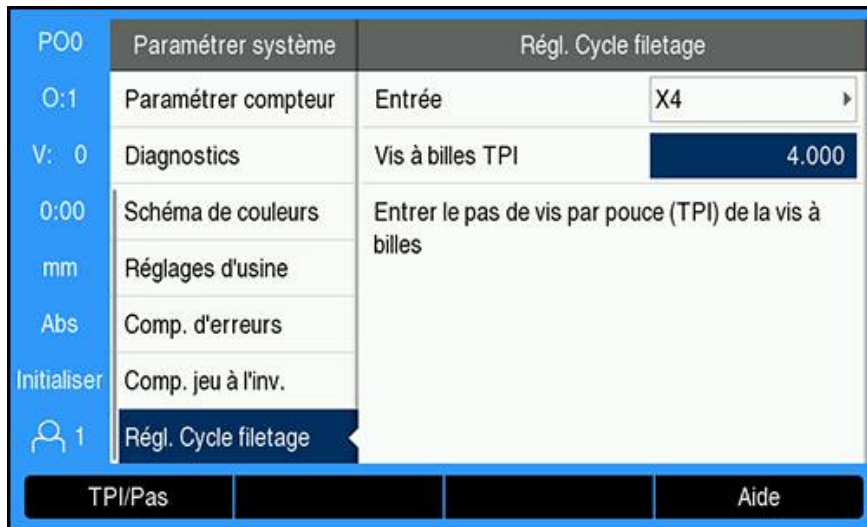 PO0
O:1
V: 0
0:00
mm
Abs
Initialiser
1
Paramétrer système
Paramétrer compteur
Diagnostics
Schéma de couleurs
Réglages d'usine
Comp. d'erreurs
Comp. jeu à l'inv.
Régl. Cycle filetage
Régl. Cycle filetage
Entrée X4
Vis à billes TPI 4.000
Entrer le pas de vis par pouce (TPI) de la vis à
billes
TPI/Pas
Aide